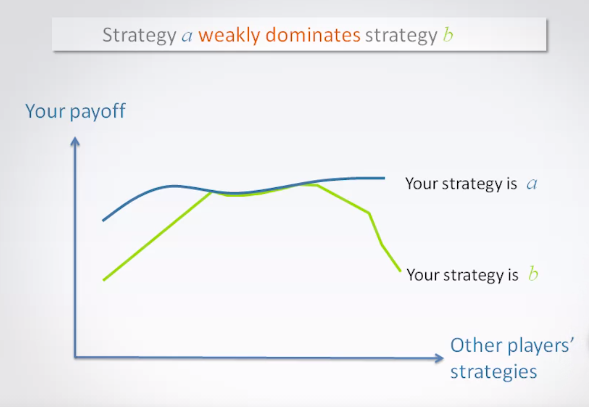 Strategy a weakly dominates strategy b
Your payoff
Your strategy is a
Your strategy is b
Other players’
strategies